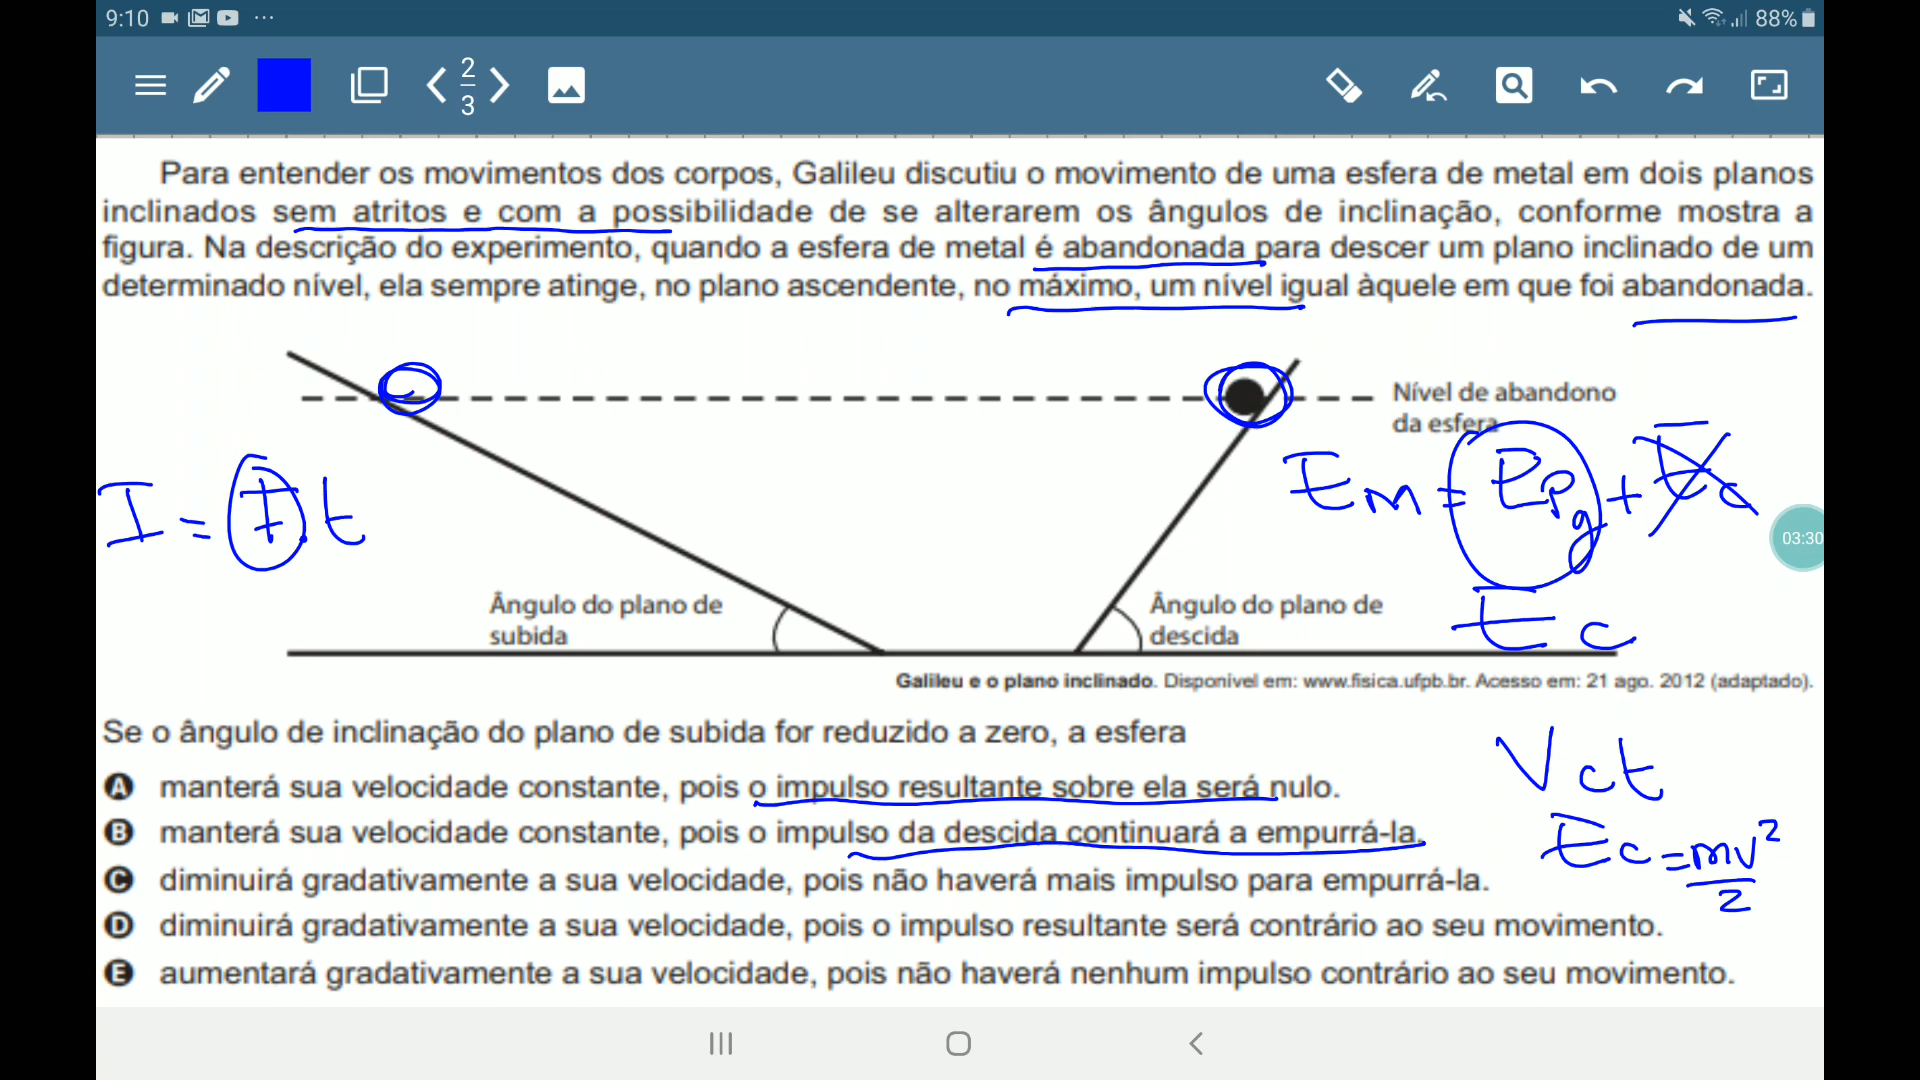 9:10 ... 88%
2
3
Para entender os movimentos dos corpos, Galileu discutiu o movimento de uma esfera de metal em dois planos
inclinados sem atritos e com a possibilidade de se alterarem os ângulos de inclinação, conforme mostra a
figura. Na descrição do experimento, quando a esfera de metal é abandonada para descer um plano inclinado de um
determinado nível, ela sempre atinge, no plano ascendente, no máximo, um nível igual àquele em que foi abandonada.
Nível de abandono
da esfera
I = F.t
Em = Epg + Ec
03:30
Ângulo do plano de
subida
Ângulo do plano de
descida
Ec
Galileu e o plano inclinado. Disponível em: www.fisica.ufpb.br. Acesso em: 21 ago. 2012 (adaptado).
Se o ângulo de inclinação do plano de subida for reduzido a zero, a esfera
V ct
A manterá sua velocidade constante, pois o impulso resultante sobre ela será nulo.
B manterá sua velocidade constante, pois o impulso da descida continuará a empurrá-la.
Ec = mv²
2
C diminuirá gradativamente a sua velocidade, pois não haverá mais impulso para empurrá-la.
D diminuirá gradativamente a sua velocidade, pois o impulso resultante será contrário ao seu movimento.
E aumentará gradativamente a sua velocidade, pois não haverá nenhum impulso contrário ao seu movimento.